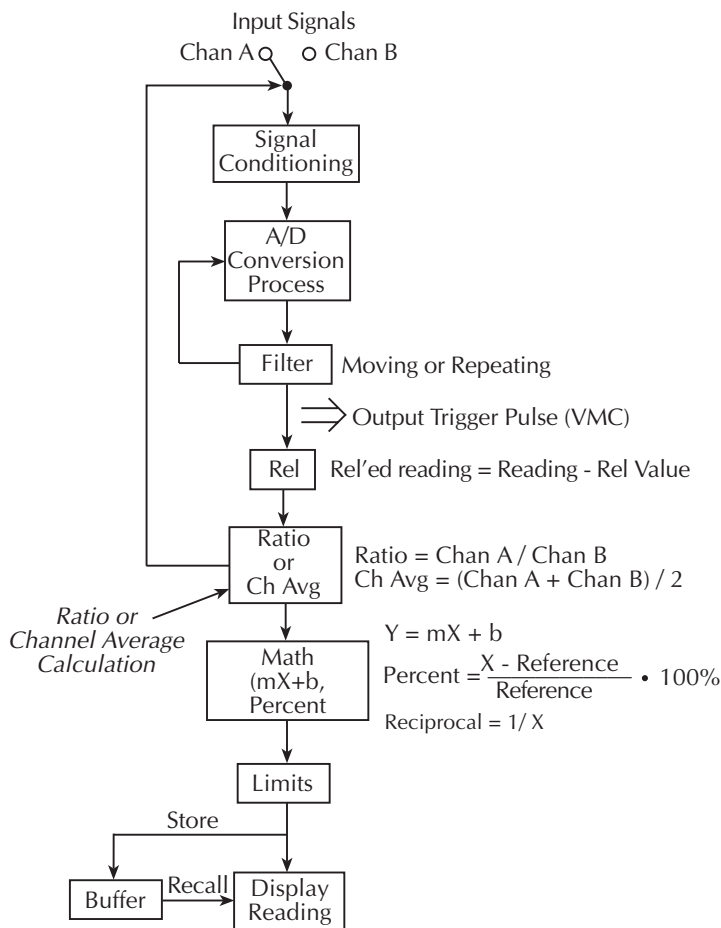 Input Signals
Chan A
Chan B
Signal
Conditioning
A/D
Conversion
Process
Filter
Moving or Repeating
Output Trigger Pulse (VMC)
Rel
Rel'ed reading = Reading - Rel Value
Ratio
or
Ch Avg
Ratio = Chan A / Chan B
Ch Avg = (Chan A + Chan B) / 2
Ratio or
Channel Average
Calculation
Math
(mX+b,
Percent
Y = mX + b
Percent = X - Reference
Reference
• 100%
Reciprocal = 1/ X
Limits
Store
Buffer
Recall
Display
Reading